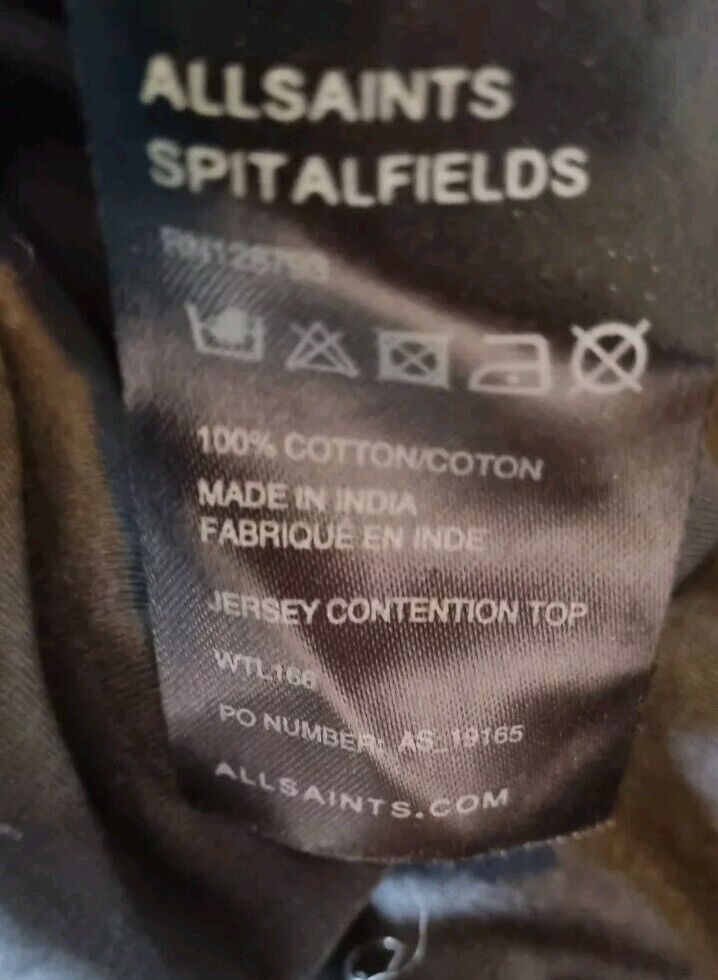 ALLSAINTS
SPITALFIELDS
100% COTTON/COTON
MADE IN INDIA
FABRIQUÉ EN INDE
JERSEY CONTENTION TOP
WTL166
PO NUMBER: AS_19165
ALLSAINTS.COM